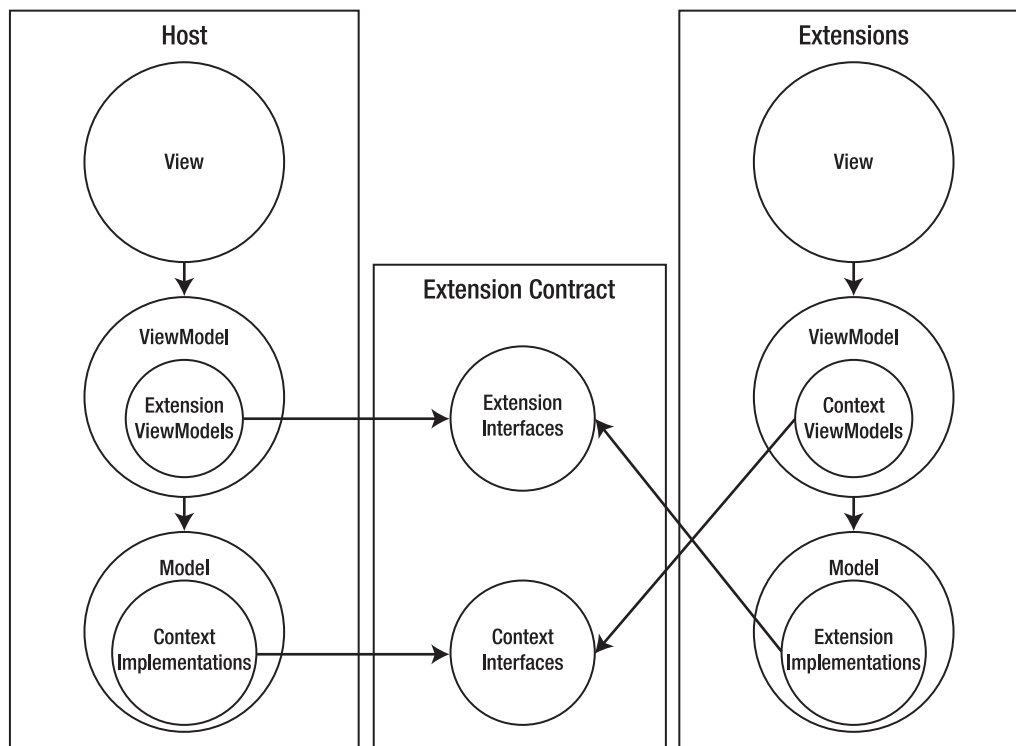 Host
View
ViewModel
Extension
ViewModels
Model
Context
Implementations
Extension Contract
Extension
Interfaces
Context
Interfaces
Extensions
View
ViewModel
Context
ViewModels
Model
Extension
Implementations